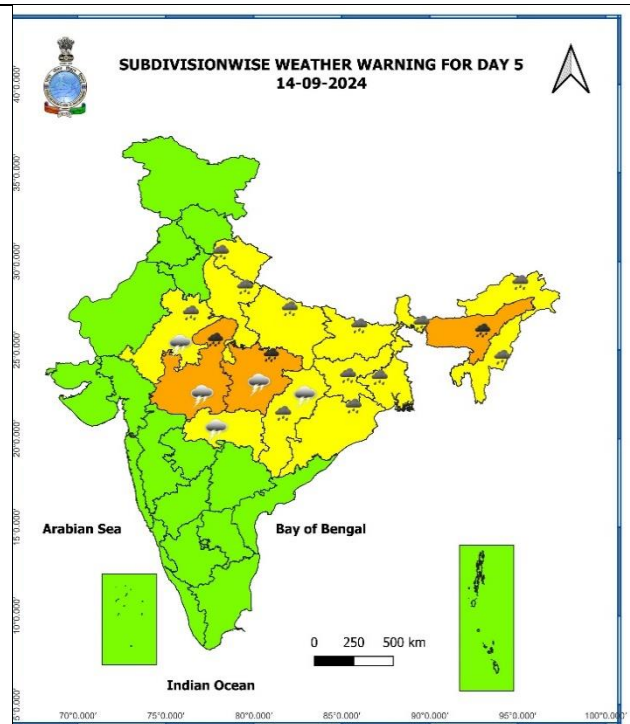 SUBDIVISIONWISE WEATHER WARNING FOR DAY 5
14-09-2024
40°0.000'
35°0.000'
30°0.000'
25°0.000'
20°0.000'
15°0.000'
10°0.000'
5°0.000'
Arabian Sea
Bay of Bengal
0 250 500 km
Indian Ocean
70°0.000' 75°0.000' 80°0.000' 85°0.000' 90°0.000' 95°0.000' 100°0.000'